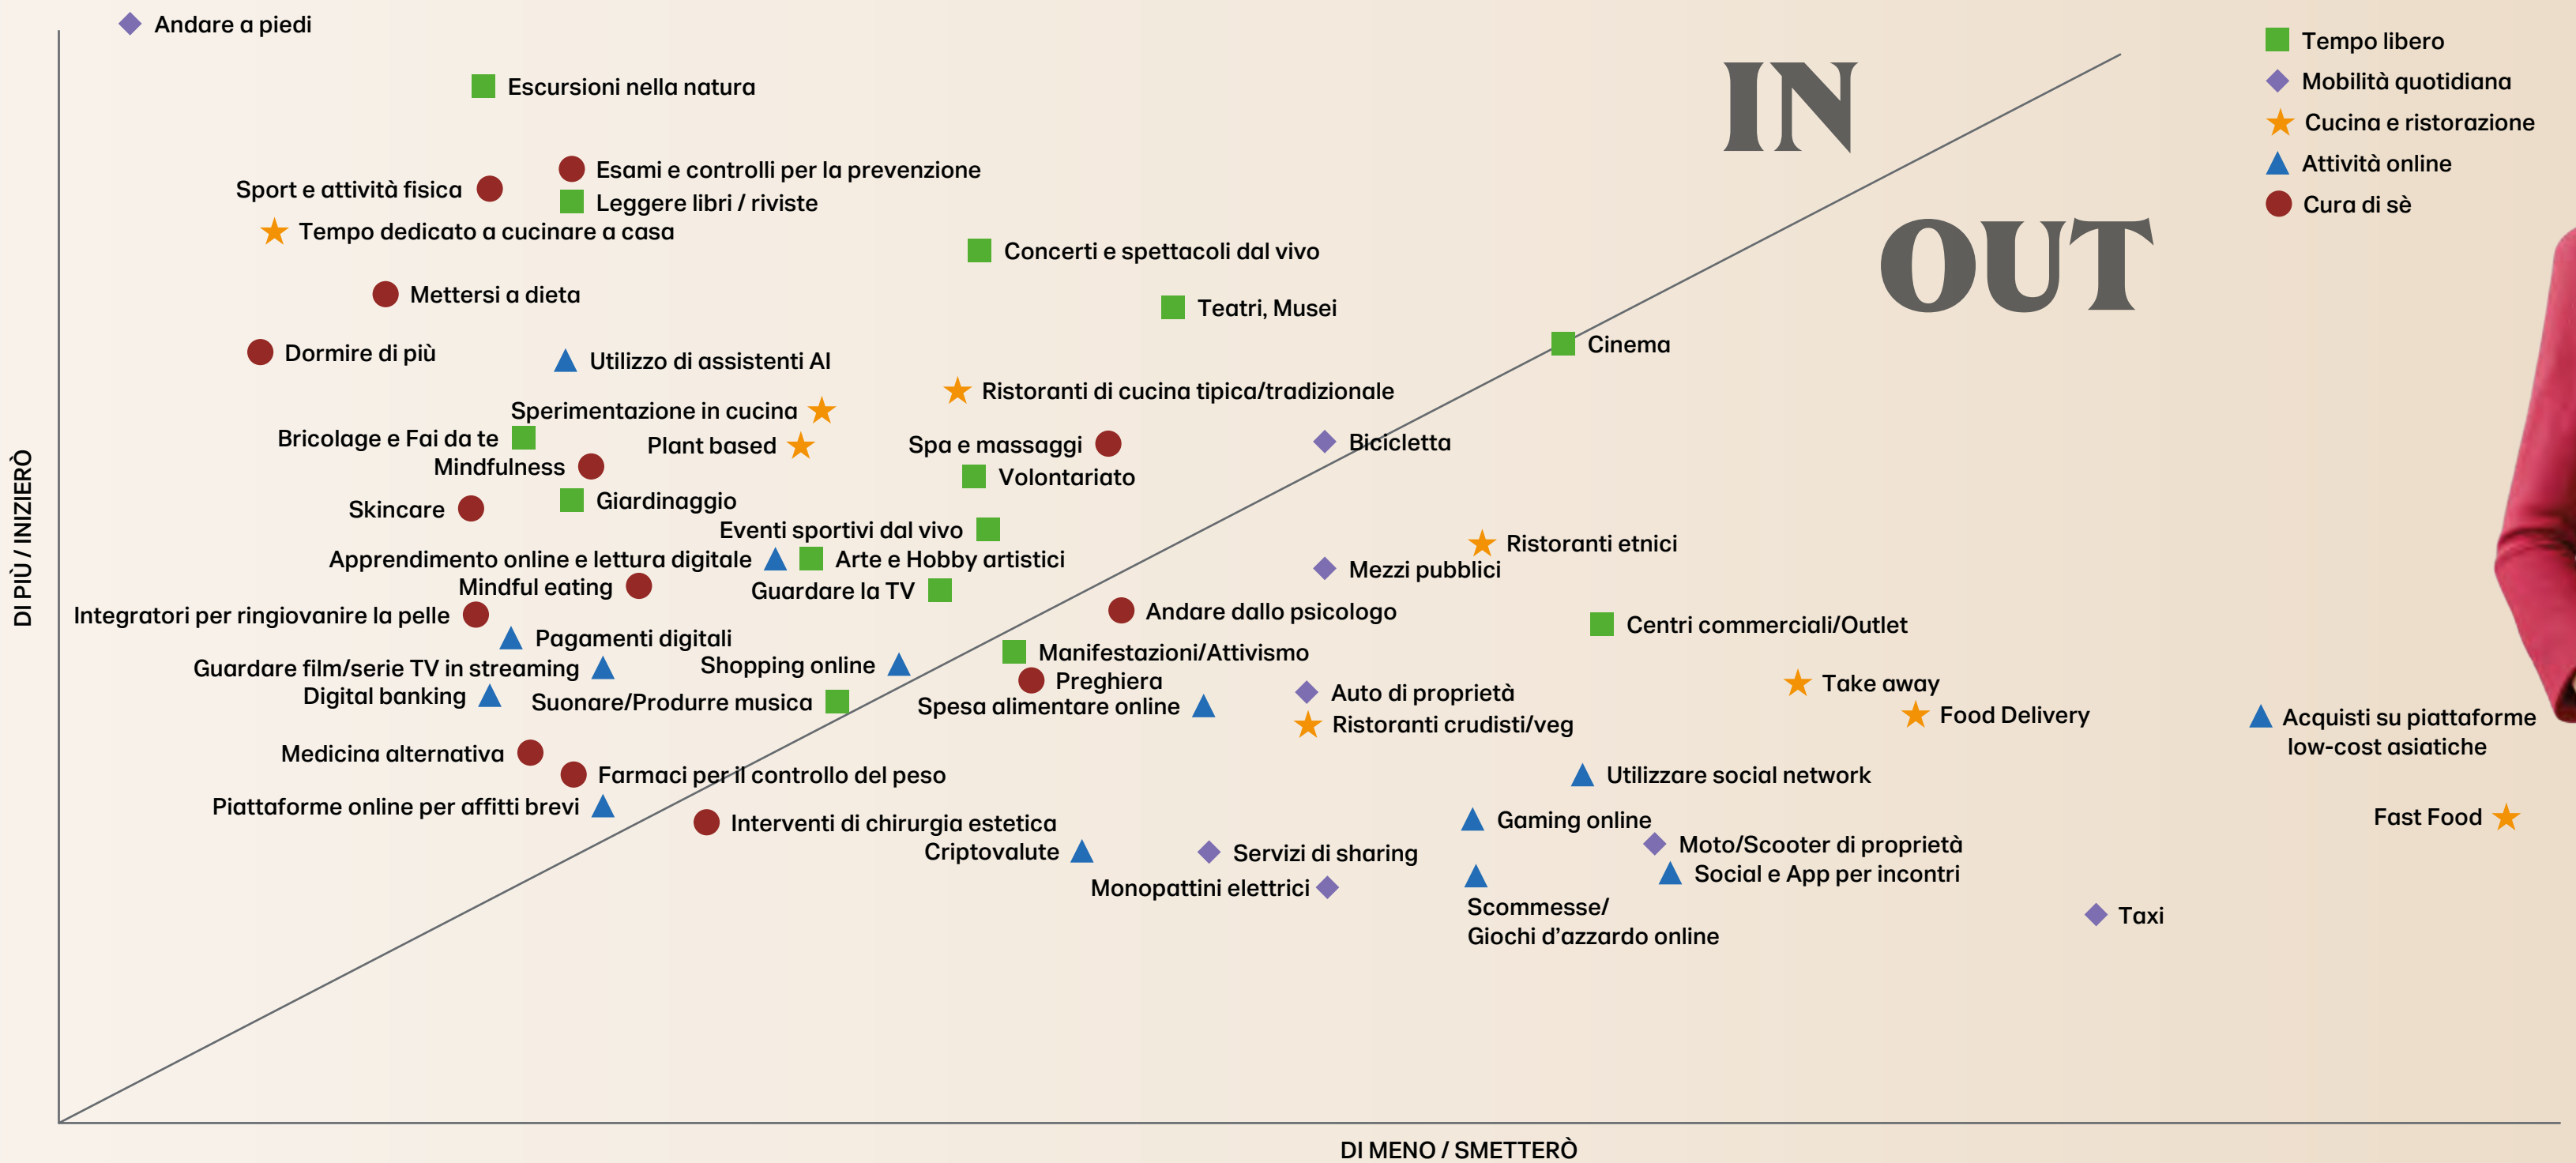 Andare a piedi
Tempo libero
Escursioni nella natura
IN
Mobilità quotidiana
Cucina e ristorazione
Esami e controlli per la prevenzione
Attività online
Sport e attività fisica
Leggere libri / riviste
Cura di sè
Tempo dedicato a cucinare a casa
Concerti e spettacoli dal vivo
OUT
Mettersi a dieta
Teatri, Musei
Cinema
Dormire di più
Utilizzo di assistenti AI
Ristoranti di cucina tipica/tradizionale
Sperimentazione in cucina
Bricolage e Fai da te
Plant based
Spa e massaggi
Bicicletta
Mindfulness
Volontariato
Giardinaggio
Skincare
Eventi sportivi dal vivo
Ristoranti etnici
DI PIÙ / INIZIERÒ
Apprendimento online e lettura digitale
Arte e Hobby artistici
Mezzi pubblici
Mindful eating
Guardare la TV
Integratori per ringiovanire la pelle
Andare dallo psicologo
Centri commerciali/Outlet
Pagamenti digitali
Manifestazioni/Attivismo
Guardare film/serie TV in streaming
Shopping online
Preghiera
Take away
Digital banking
Suonare/Produrre musica
Spesa alimentare online
Auto di proprietà
Food Delivery
Acquisti su piattaforme
low-cost asiatiche
Ristoranti crudisti/veg
Medicina alternativa
Farmaci per il controllo del peso
Utilizzare social network
Piattaforme online per affitti brevi
Interventi di chirurgia estetica
Gaming online
Fast Food
Criptovalute
Servizi di sharing
Moto/Scooter di proprietà
Social e App per incontri
Monopattini elettrici
Scommesse/
Giochi d’azzardo online
Taxi
DI MENO / SMETTERÒ